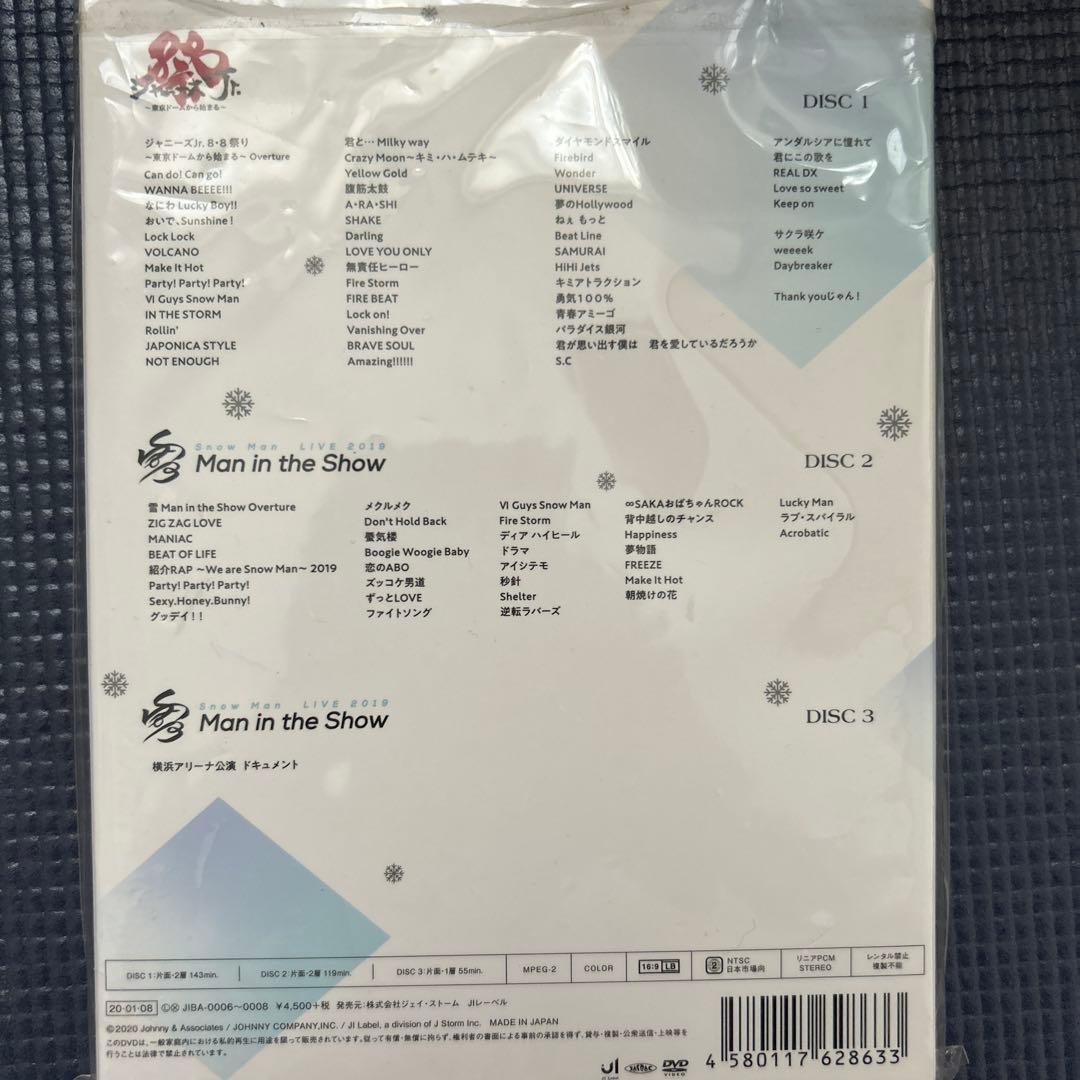 祭
ジャニーズJr.
～東京ドームから始まる～
DISC 1
ジャニーズJr. 8・8 祭り
～東京ドームから始まる～ Overture
Can do! Can go!
WANNA BEEEE!!!
なにわ Lucky Boy!!
おいで、Sunshine !
Lock Lock
VOLCANO
Make It Hot
Party! Party! Party!
VI Guys Snow Man
IN THE STORM
Rollin'
JAPONICA STYLE
NOT ENOUGH
君と… Milky way
Crazy Moon～キミ・ハ・ムテキ～
Yellow Gold
腹筋太鼓
A・RA・SHI
SHAKE
Darling
LOVE YOU ONLY
無責任ヒーロー
Fire Storm
FIRE BEAT
Lock on!
Vanishing Over
BRAVE SOUL
Amazing!!!!!!
ダイヤモンドスマイル
Firebird
Wonder
UNIVERSE
夢のHollywood
ねぇ もっと
Beat Line
SAMURAI
HiHi Jets
キミアトラクション
勇気100％
青春アミーゴ
パラダイス銀河
君が思い出す僕は 君を愛しているだろうか
S.C
アンダルシアに憧れて
君にこの歌を
REAL DX
Love so sweet
Keep on
サクラ咲ケ
weeeek
Daybreaker
Thank youじゃん！
Snow Man LIVE 2019
雪 Man in the Show
DISC 2
雪 Man in the Show Overture
ZIG ZAG LOVE
MANIAC
BEAT OF LIFE
紹介RAP ～We are Snow Man～ 2019
Party! Party! Party!
Sexy.Honey.Bunny!
グッデイ！！
メクルメク
Don't Hold Back
蜃気楼
Boogie Woogie Baby
恋のABO
ズッコケ男道
ずっとLOVE
ファイトソング
VI Guys Snow Man
Fire Storm
ディア ハイヒール
ドラマ
アイシテモ
秒針
Shelter
逆転ラバーズ
∞SAKAおばちゃんROCK
背中越しのチャンス
Happiness
夢物語
FREEZE
Make It Hot
朝焼けの花
Lucky Man
ラブ・スパイラル
Acrobatic
Snow Man LIVE 2019
雪 Man in the Show
DISC 3
横浜アリーナ公演 ドキュメント
DISC 1:片面・2層 143min. DISC 2:片面・2層 119min. DISC 3:片面・1層 55min. MPEG-2 COLOR 16:9 LB 2 NTSC 日本市場向 リニアPCM STEREO レンタル禁止 複製不能
20・01・08 Ⓛ Ⓧ JIBA-0006～0008 ￥4,500＋税 発売元:株式会社ジェイ・ストーム JIレーベル
©2020 Johnny & Associates / JOHNNY COMPANY,INC. / JI Label, a division of J Storm Inc. MADE IN JAPAN
このDVDは、一般家庭内における私的再生に用途を限って販売されています。従って有償・無償に拘らず、権利者の書面による事前の承諾を得ず、貸与・複製・公衆送信・上映等を
行うことは法律で禁止されています。
JI Label
JASRAC
DVD VIDEO
4 580117 628633